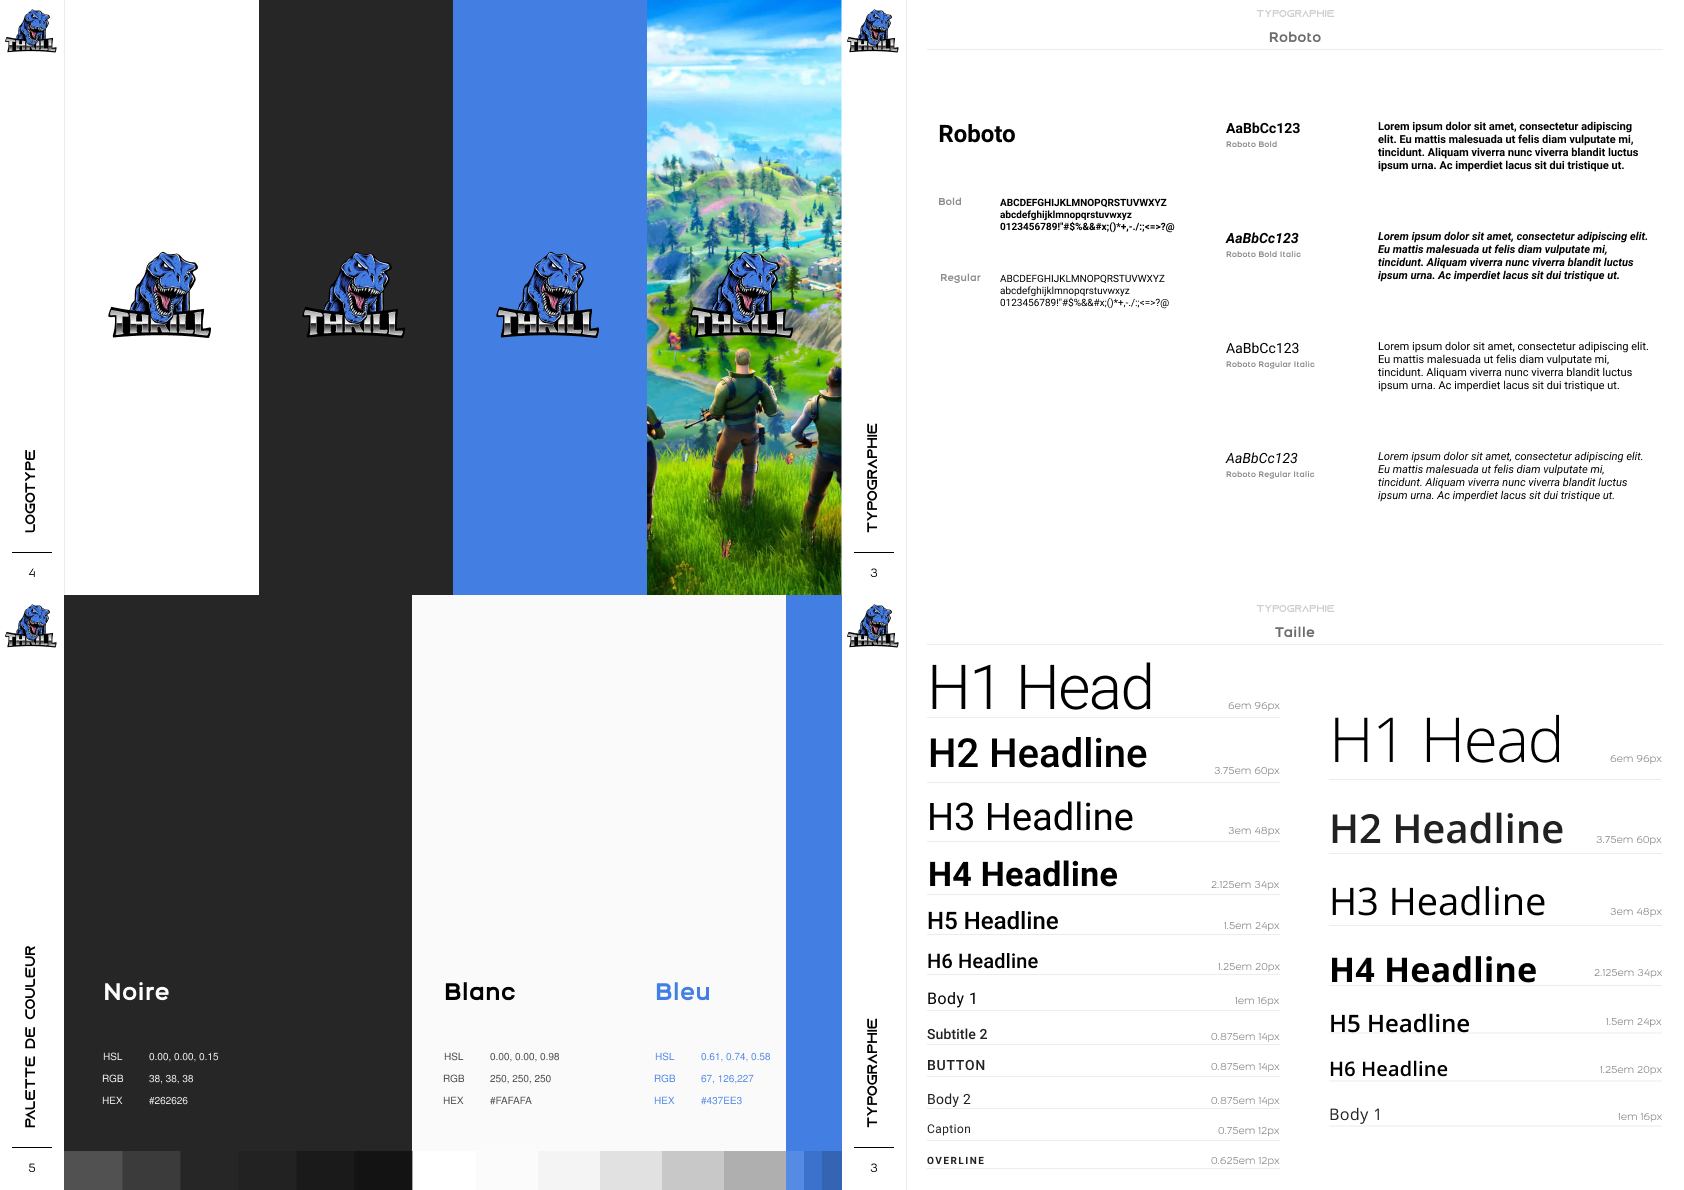 THRILL
THRILL
THRILL
THRILL
THRILL
LOGOTYPE
4
THRILL
TYPOGRAPHIE
3
TYPOGRAPHIE
Roboto
Roboto
Bold
ABCDEFGHIJKLMNOPQRSTUVWXYZ
abcdefghijklmnopqrstuvwxyz
0123456789!"#$%&&#x;()*+,-./:;<=>?@
Regular
ABCDEFGHIJKLMNOPQRSTUVWXYZ
abcdefghijklmnopqrstuvwxyz
0123456789!"#$%&&#x;()*+,-./:;<=>?@
AaBbCc123
Roboto Bold
Lorem ipsum dolor sit amet, consectetur adipiscing
elit. Eu mattis malesuada ut felis diam vulputate mi,
tincidunt. Aliquam viverra nunc viverra blandit luctus
ipsum urna. Ac imperdiet lacus sit dui tristique ut.
AaBbCc123
Roboto Bold Italic
Lorem ipsum dolor sit amet, consectetur adipiscing elit.
Eu mattis malesuada ut felis diam vulputate mi,
tincidunt. Aliquam viverra nunc viverra blandit luctus
ipsum urna. Ac imperdiet lacus sit dui tristique ut.
AaBbCc123
Roboto Ragular Italic
Lorem ipsum dolor sit amet, consectetur adipiscing elit.
Eu mattis malesuada ut felis diam vulputate mi,
tincidunt. Aliquam viverra nunc viverra blandit luctus
ipsum urna. Ac imperdiet lacus sit dui tristique ut.
AaBbCc123
Roboto Regular Italic
Lorem ipsum dolor sit amet, consectetur adipiscing elit.
Eu mattis malesuada ut felis diam vulputate mi,
tincidunt. Aliquam viverra nunc viverra blandit luctus
ipsum urna. Ac imperdiet lacus sit dui tristique ut.
THRILL
PALETTE DE COULEUR
5
Noire
HSL 0.00, 0.00, 0.15
RGB 38, 38, 38
HEX #262626
Blanc
HSL 0.00, 0.00, 0.98
RGB 250, 250, 250
HEX #FAFAFA
Bleu
HSL 0.61, 0.74, 0.58
RGB 67, 126,227
HEX #437EE3
THRILL
TYPOGRAPHIE
3
TYPOGRAPHIE
Taille
H1 Head 6em 96px
H2 Headline 3.75em 60px
H3 Headline 3em 48px
H4 Headline 2.125em 34px
H5 Headline 1.5em 24px
H6 Headline 1.25em 20px
Body 1 1em 16px
Subtitle 2 0.875em 14px
BUTTON 0.875em 14px
Body 2 0.875em 14px
Caption 0.75em 12px
OVERLINE 0.625em 12px
H1 Head 6em 96px
H2 Headline 3.75em 60px
H3 Headline 3em 48px
H4 Headline 2.125em 34px
H5 Headline 1.5em 24px
H6 Headline 1.25em 20px
Body 1 1em 16px